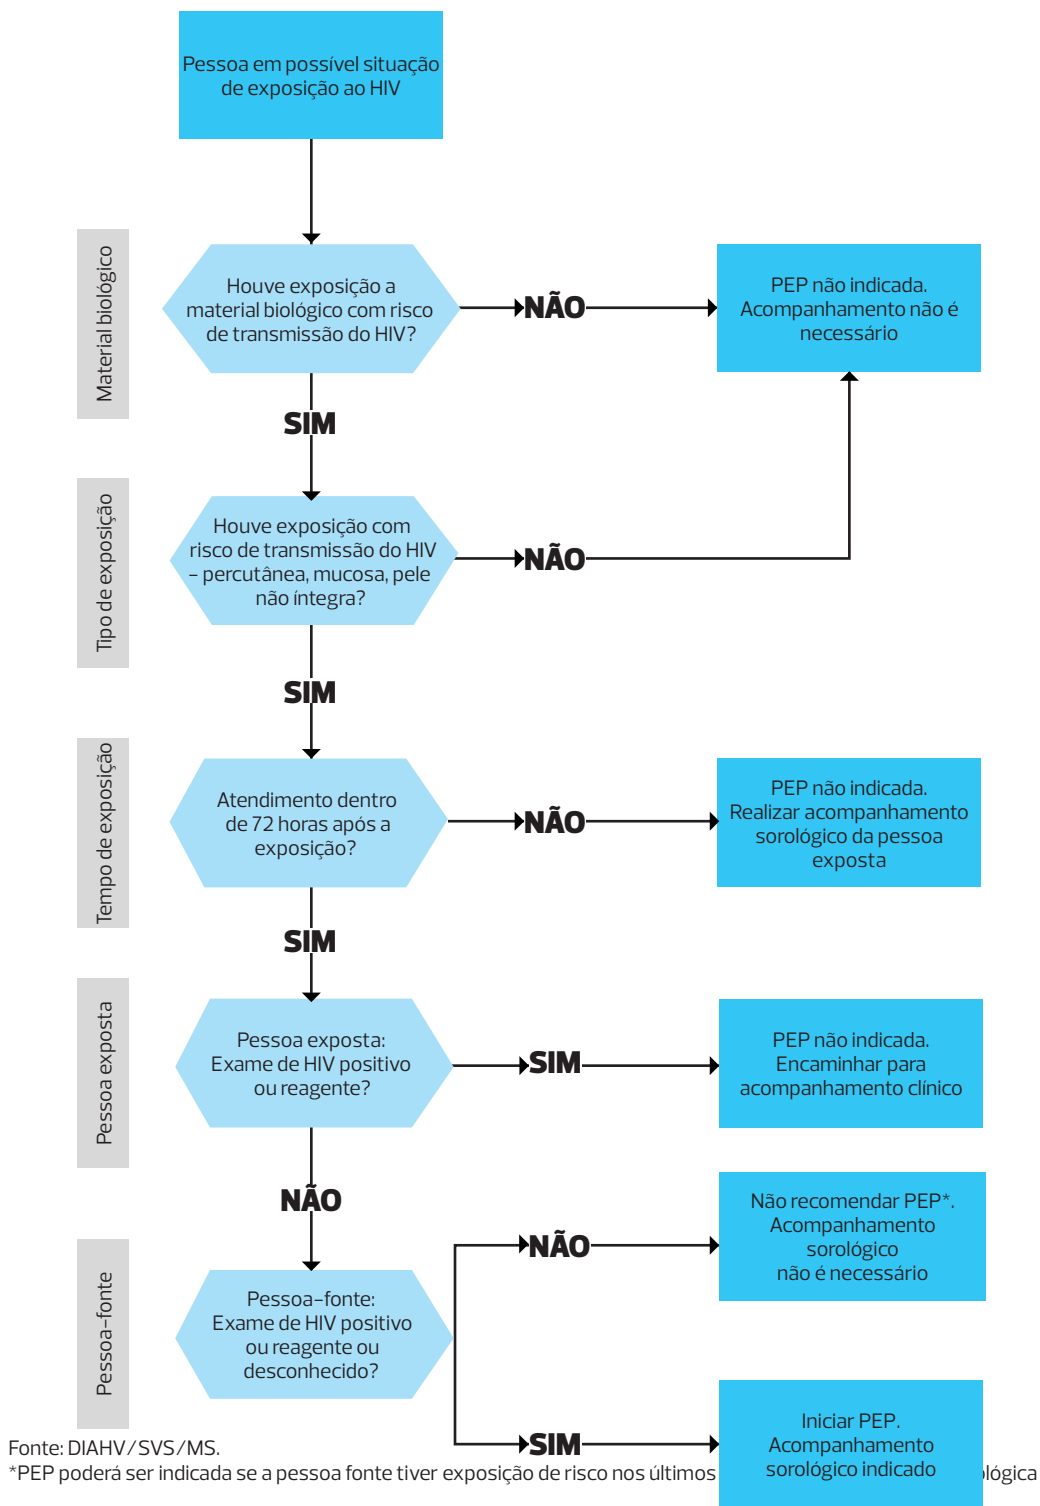 Pessoa em possível situação
de exposição ao HIV
Material biológico
Houve exposição a
material biológico com risco
de transmissão do HIV?
NÃO
PEP não indicada.
Acompanhamento não é
necessário
SIM
Tipo de exposição
Houve exposição com
risco de transmissão do HIV
- percutânea, mucosa, pele
não íntegra?
NÃO
SIM
Tempo de exposição
Atendimento dentro
de 72 horas após a
exposição?
NÃO
PEP não indicada.
Realizar acompanhamento
sorológico da pessoa
exposta
SIM
Pessoa exposta
Pessoa exposta:
Exame de HIV positivo
ou reagente?
SIM
PEP não indicada.
Encaminhar para
acompanhamento clínico
NÃO
Pessoa-fonte
Pessoa-fonte:
Exame de HIV positivo
ou reagente ou
desconhecido?
NÃO
Não recomendar PEP*.
Acompanhamento
sorológico
não é necessário
SIM
Iniciar PEP.
Acompanhamento
sorológico indicado
Fonte: DIAHV/SVS/MS.
*PEP poderá ser indicada se a pessoa fonte tiver exposição de risco nos últimos